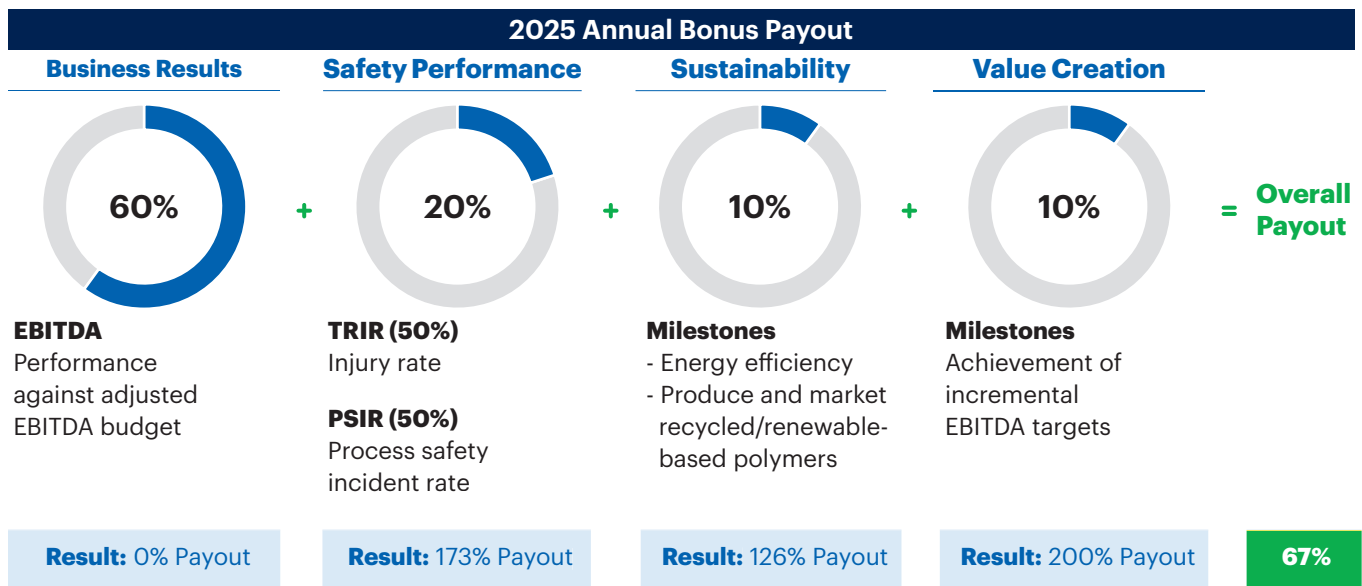 2025 Annual Bonus Payout
Business Results
Safety Performance
Sustainability
Value Creation
60%
+
20%
+
10%
+
10%
=
Overall
Payout
EBITDA
Performance
against adjusted
EBITDA budget
TRIR (50%)
Injury rate
PSIR (50%)
Process safety
incident rate
Milestones
- Energy efficiency
- Produce and market
recycled/renewable-
based polymers
Milestones
Achievement of
incremental
EBITDA targets
Result: 0% Payout
Result: 173% Payout
Result: 126% Payout
Result: 200% Payout
67%